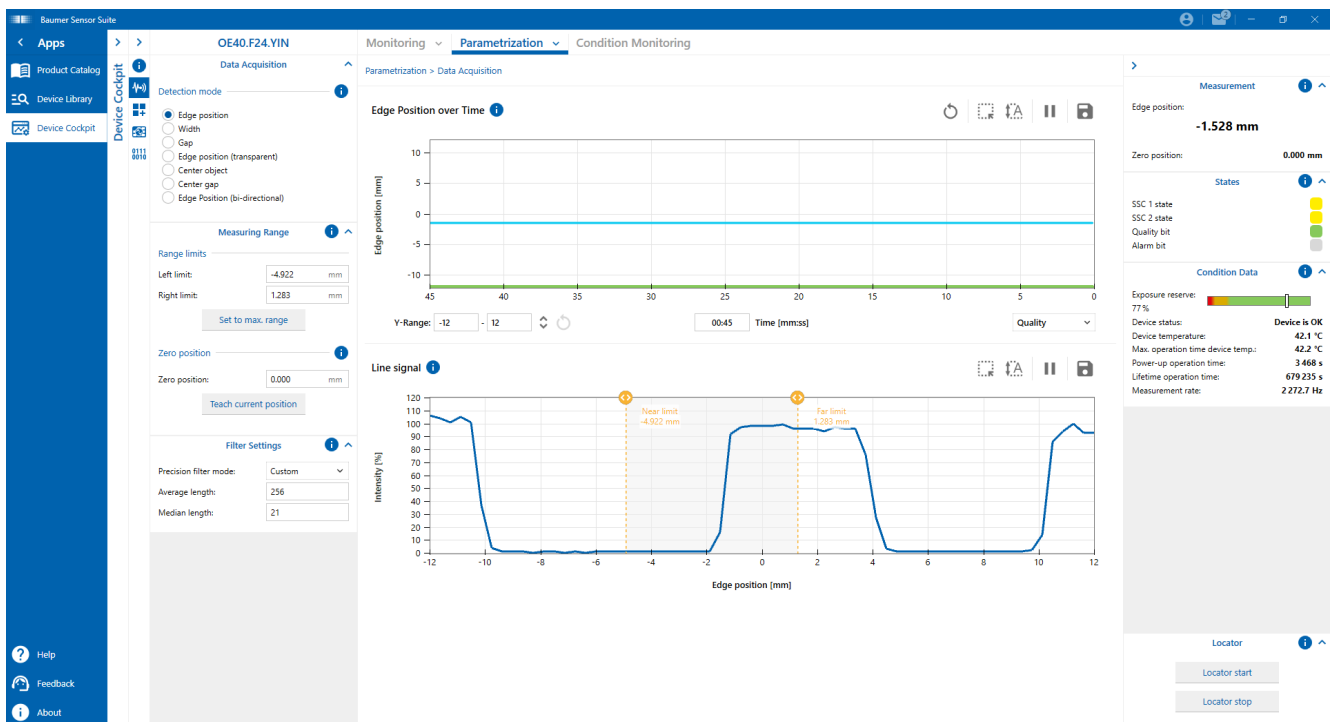 Baumer Sensor Suite
2
Apps
Product Catalog
Device Library
Device Cockpit
Help
Feedback
About
Device Cockpit
OE40.F24.YIN
Data Acquisition
Detection mode
Edge position
Width
Gap
Edge position (transparent)
Center object
Center gap
Edge Position (bi-directional)
Measuring Range
Range limits
Left limit: -4.922 mm
Right limit: 1.283 mm
Set to max. range
Zero position
Zero position: 0.000 mm
Teach current position
Filter Settings
Precision filter mode: Custom
Average length: 256
Median length: 21
Monitoring Parametrization Condition Monitoring
Parametrization > Data Acquisition
Edge Position over Time
Edge position [mm]
10
5
0
-5
-10
45 40 35 30 25 20 15 10 5 0
Y-Range: -12 - 12 00:45 Time [mm:ss] Quality
Line signal
Intensity [%]
120
110
100
90
80
70
60
50
40
30
20
10
0
Near limit
-4.922 mm
Far limit
1.283 mm
-12 -10 -8 -6 -4 -2 0 2 4 6 8 10 12
Edge position [mm]
Measurement
Edge position:
-1.528 mm
Zero position: 0.000 mm
States
SSC 1 state
SSC 2 state
Quality bit
Alarm bit
Condition Data
Exposure reserve:
77 %
Device status: Device is OK
Device temperature: 42.1 °C
Max. operation time device temp.: 42.2 °C
Power-up operation time: 3 468 s
Lifetime operation time: 679 235 s
Measurement rate: 2 272.7 Hz
Locator
Locator start
Locator stop